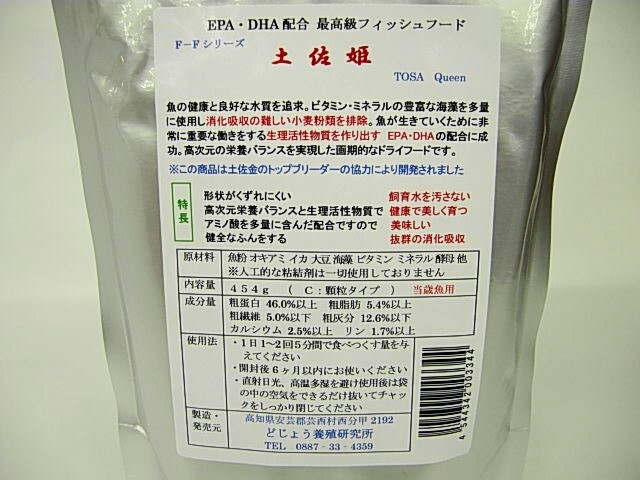 EPA・DHA配合 最高級フィッシュフード
F−Fシリーズ
土佐姫
TOSA Queen
魚の健康と良好な水質を追求。ビタミン・ミネラルの豊富な海藻を多量
に使用し消化吸収の難しい小麦粉類を排除。魚が生きていくために非
常に重要な働きをする生理活性物質を作り出す EPA・DHAの配合に成
功。高次元の栄養バランスを実現した画期的なドライフードです。
※この商品は土佐金のトップブリーダーの協力により開発されました
特長
形状がくずれにくい 飼育水を汚さない
高次元栄養バランスと生理活性物質で 健康で美しく育つ
アミノ酸を多量に含んだ配合ですので 美味しい
健全なふんをする 抜群の消化吸収
原材料 魚粉 オキアミ イカ 大豆 海藻 ビタミン ミネラル 酵母 他
※人工的な粘結剤は一切使用しておりません
内容量 454g ( C:顆粒タイプ ) 当歳魚用
成分量 粗蛋白 46.0%以上 粗脂肪 5.4%以上
粗繊維 5.0%以下 粗灰分 12.6%以下
カルシウム 2.5%以上 リン 1.7%以上
使用法 ・1日1〜2回5分間で食べつくす量を与
えてください
・開封後6ヶ月以内にお使いください
・直射日光、高温多湿を避け使用後は袋
の中の空気をできるだけ抜いてチャッ
クをしっかり閉じてください
製造・
発売元
高知県安芸郡芸西村西分甲2192
どじょう養殖研究所
TEL 0887-33-4359
4 544342 003344